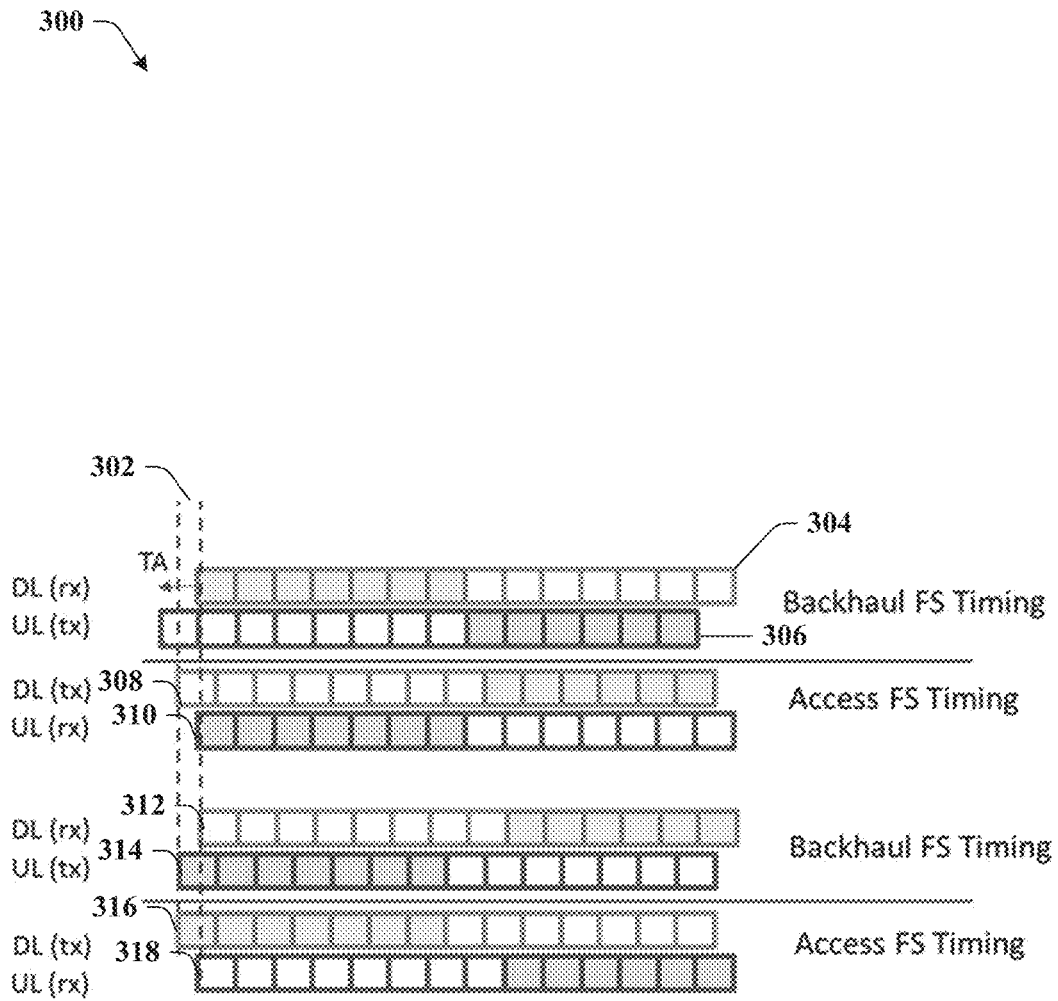 300
302
304
TA
DL (rx)
Backhaul FS Timing
UL (tx)
306
DL (tx) 308
Access FS Timing
UL (rx) 310
312
DL (rx)
Backhaul FS Timing
UL (tx) 314
316
DL (tx)
Access FS Timing
UL (rx) 318